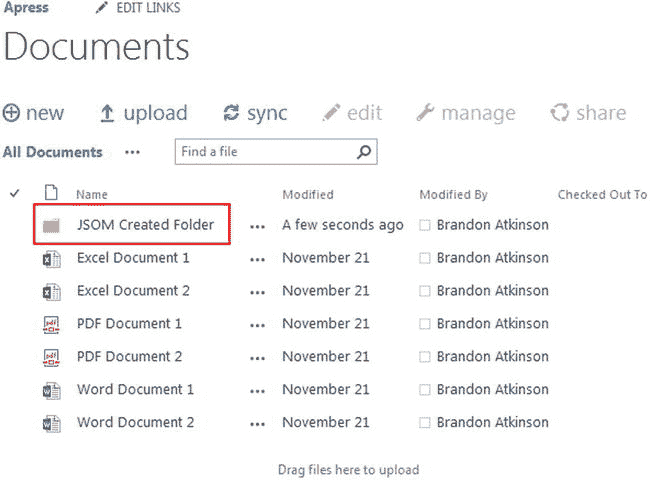 Apress EDIT LINKS
Documents
new upload sync edit manage share
All Documents ... Find a file
Name Modified Modified By Checked Out To
JSOM Created Folder ... A few seconds ago Brandon Atkinson
Excel Document 1 ... November 21 Brandon Atkinson
Excel Document 2 ... November 21 Brandon Atkinson
PDF Document 1 ... November 21 Brandon Atkinson
PDF Document 2 ... November 21 Brandon Atkinson
Word Document 1 ... November 21 Brandon Atkinson
Word Document 2 ... November 21 Brandon Atkinson
Drag files here to upload